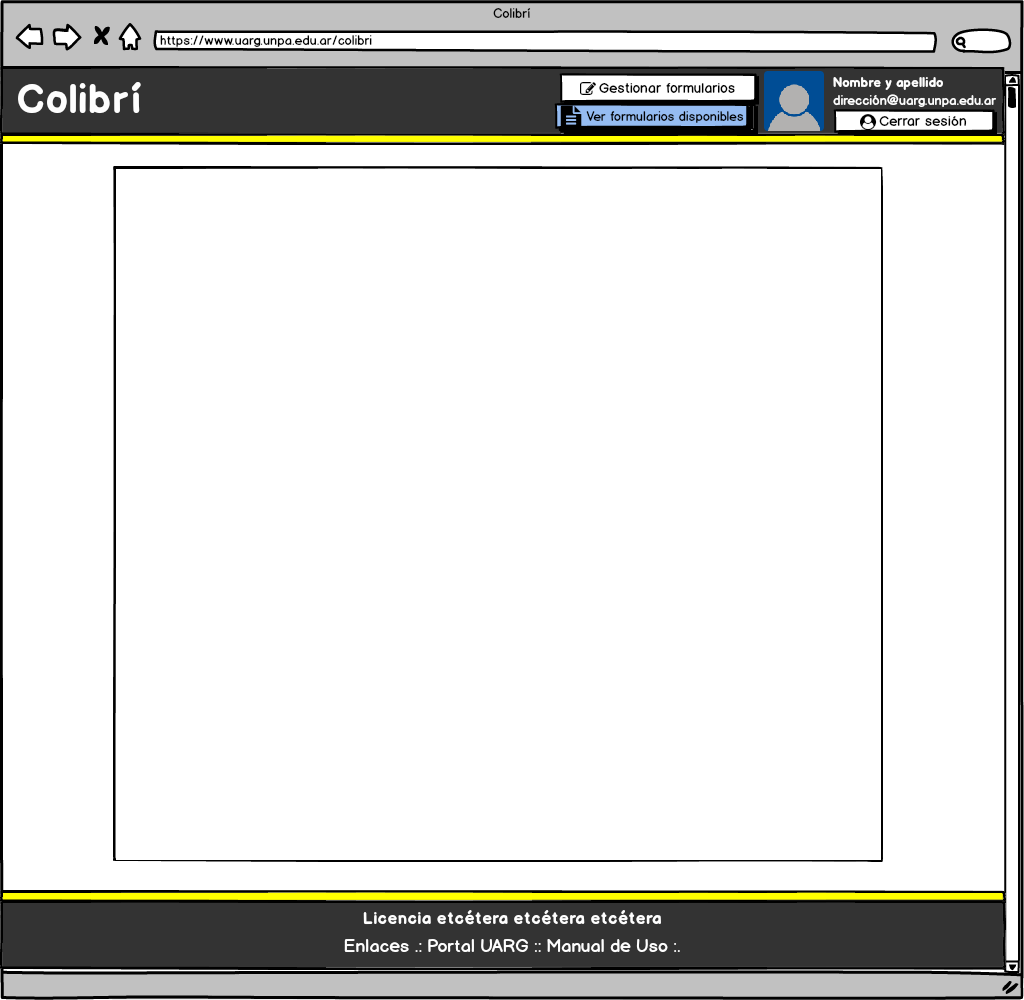 Colibrí
https://www.uarg.unpa.edu.ar/colibri
Colibrí
Gestionar formularios
Ver formularios disponibles
Nombre y apellido
dirección@uarg.unpa.edu.ar
Cerrar sesión
Licencia etcétera etcétera etcétera
Enlaces .: Portal UARG :: Manual de Uso :.